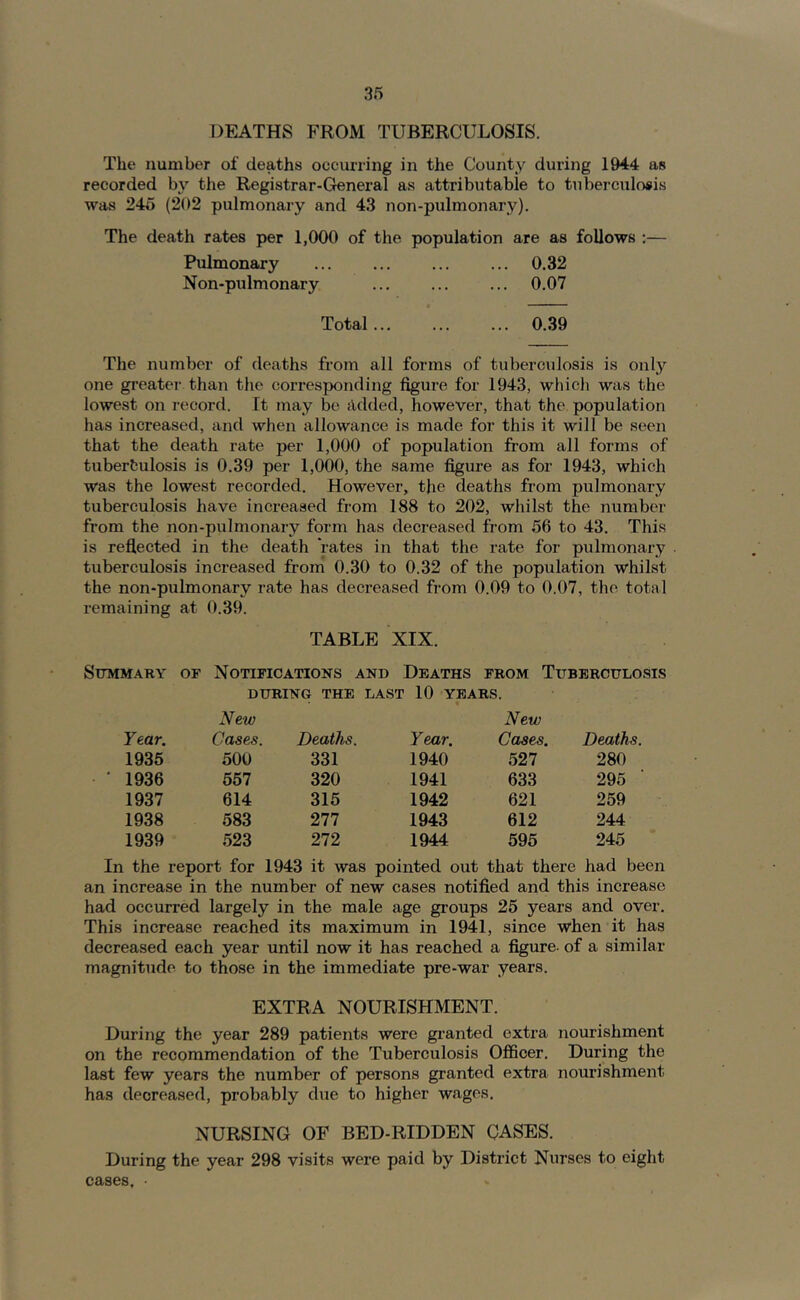 35
DEATHS FROM TUBERCULOSIS.
The number of deaths occurring in the County during 1944 as
recorded by the Registrar-General as attributable to tuberculosis
was 245 (202 pulmonary and 43 non-pulmonary).
The death rates per 1,000 of the population are as follows :—
Pulmonary ... ... ... ... 0.32
Non-pulmonary ... ... ... 0.07
Total ... ... ... 0.39
The number of deaths from all forms of tuberculosis is only
one greater than the corresponding figure for 1943, which was the
lowest on record. It may be added, however, that the population
has increased, and when allowance is made for this it will be seen
that the death rate per 1,000 of population from all forms of
tuberculosis is 0.39 per 1,000, the same figure as for 1943, which
was the lowest recorded. However, the deaths from pulmonary
tuberculosis have increased from 188 to 202, whilst the number
from the non-pulmonary form has decreased from 56 to 43. This
is reflected in the death rates in that the rate for pulmonary
tuberculosis increased from 0.30 to 0.32 of the population whilst
the non-pulmonary rate has decreased from 0.09 to 0.07, the total
remaining at 0.39.
TABLE XIX.
Summary of Notifications and Deaths from Tuberculosis
during the last 10 years.
New New
Year. Cases. Deaths. Year. Cases. Deaths.
1935 500 331 1940 527 280
1936 557 320 1941 633 295
1937 614 315 1942 621 259
1938 583 277 1943 612 244
1939 523 272 1944 595 245
In the report for 1943 it was pointed out that there had been
an increase in the number of new cases notified and this increase
had occurred largely in the male age groups 25 years and over.
This increase reached its maximum in 1941, since when it has
decreased each year until now it has reached a figure of a similar
magnitude to those in the immediate pre-war years.
EXTRA NOURISHMENT.
During the year 289 patients were granted extra nourishment
on the recommendation of the Tuberculosis Officer. During the
last few years the number of persons granted extra nourishment
has decreased, probably due to higher wages.
NURSING OF BED-RIDDEN CASES.
During the year 298 visits were paid by District Nurses to eight
cases.